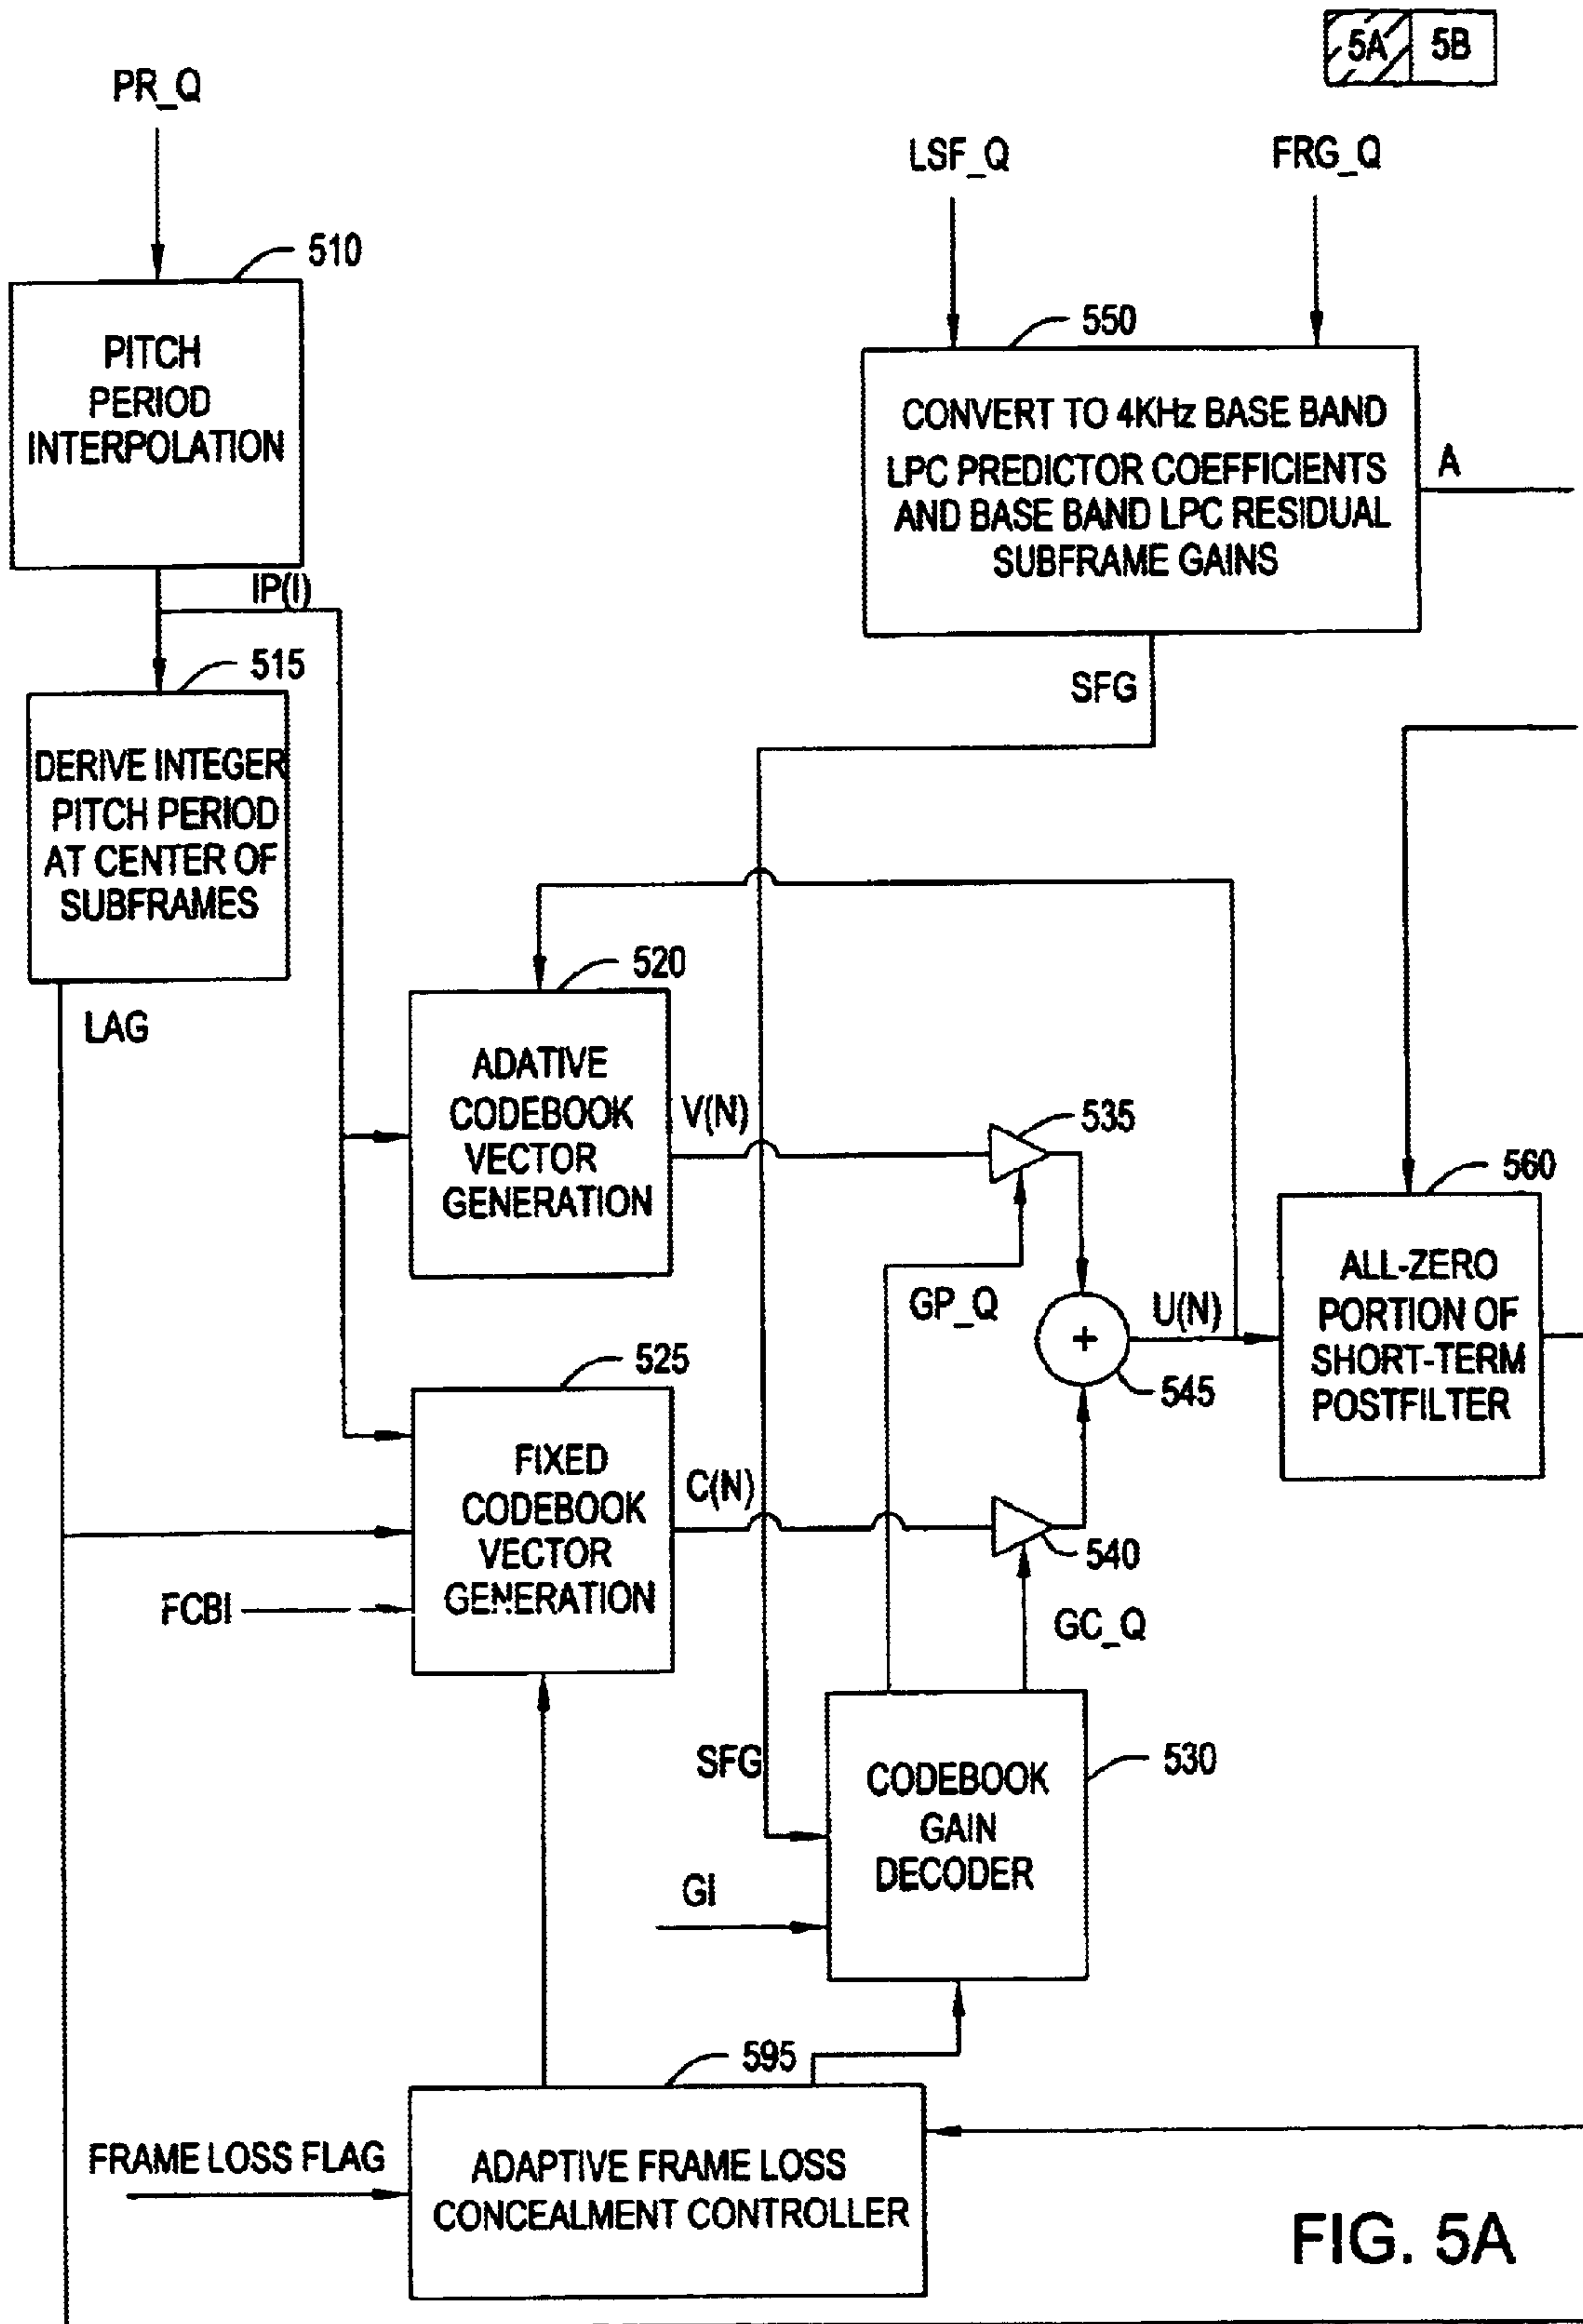 5A 5B
PR_Q
LSF_Q FRG_Q
510
PITCH
PERIOD
INTERPOLATION
550
CONVERT TO 4KHz BASE BAND
LPC PREDICTOR COEFFICIENTS
AND BASE BAND LPC RESIDUAL
SUBFRAME GAINS
A
IP(I)
SFG
515
DERIVE INTEGER
PITCH PERIOD
AT CENTER OF
SUBFRAMES
LAG
520
ADATIVE
CODEBOOK
VECTOR
GENERATION
V(N)
535
GP_Q
U(N)
+
545
560
ALL-ZERO
PORTION OF
SHORT-TERM
POSTFILTER
525
FIXED
CODEBOOK
VECTOR
GENERATION
C(N)
540
FCBI
GC_Q
SFG
530
CODEBOOK
GAIN
DECODER
GI
595
FRAME LOSS FLAG
ADAPTIVE FRAME LOSS
CONCEALMENT CONTROLLER
FIG. 5A